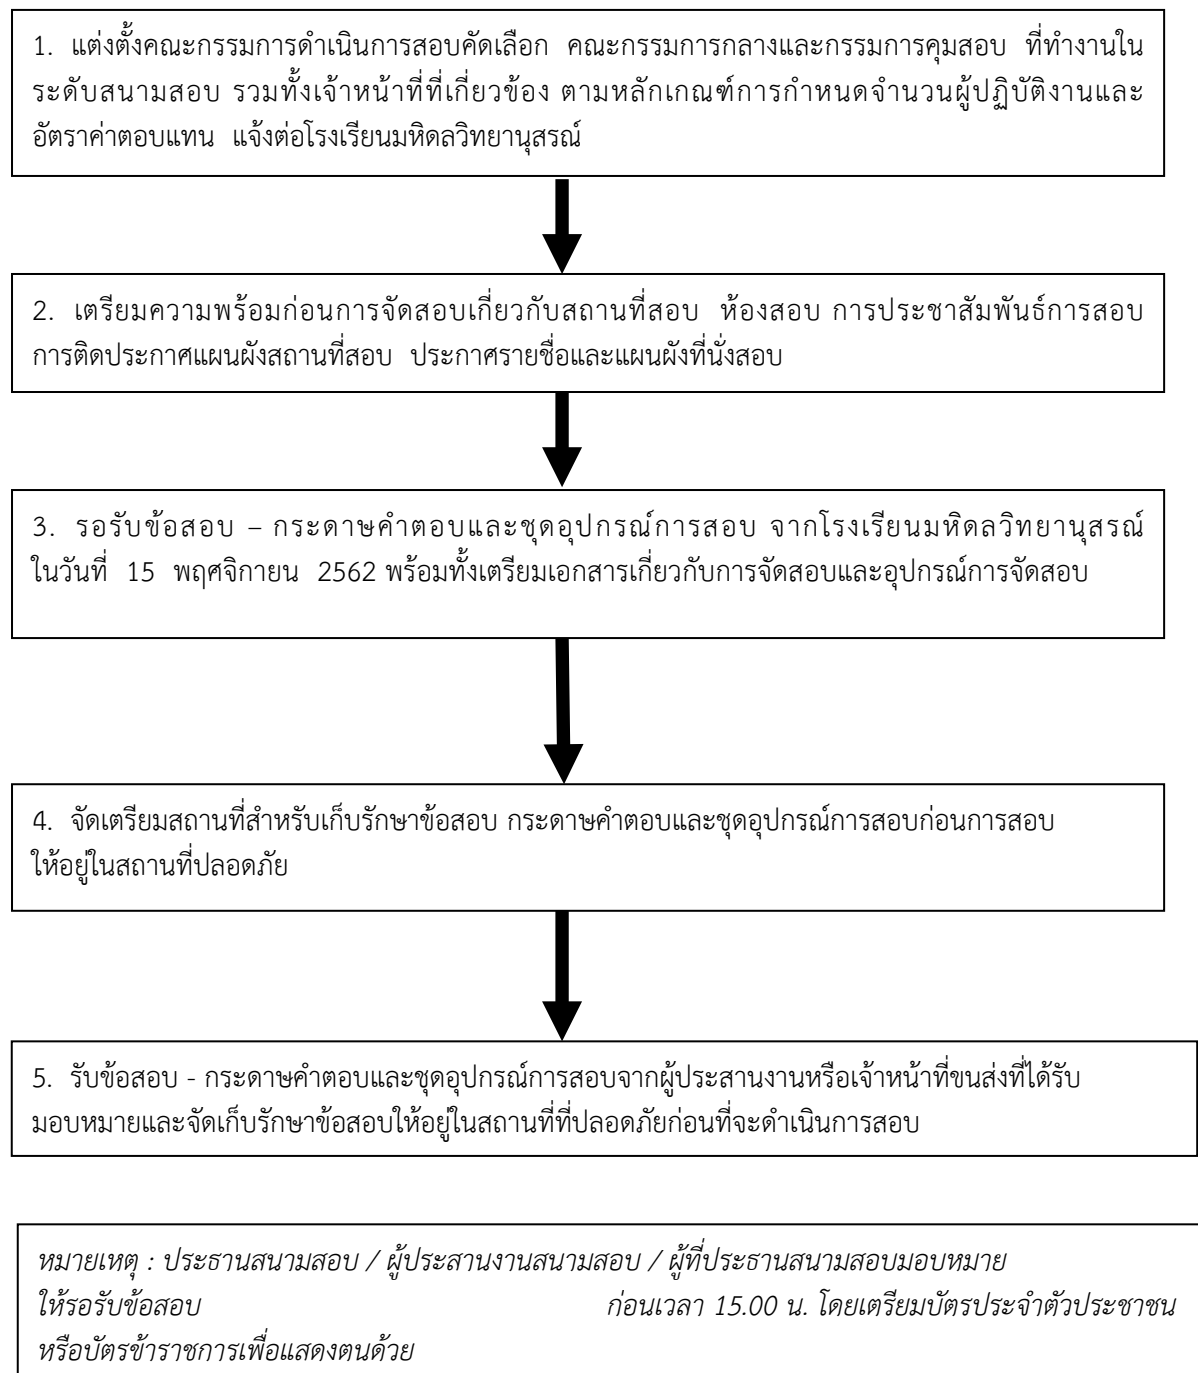 1. แต่งตั้งคณะกรรมการดำเนินการสอบคัดเลือก คณะกรรมการกลางและกรรมการคุมสอบ ที่ทำงานใน
ระดับสนามสอบ รวมทั้งเจ้าหน้าที่ที่เกี่ยวข้อง ตามหลักเกณฑ์การกำหนดจำนวนผู้ปฏิบัติงานและ
อัตราค่าตอบแทน แจ้งต่อโรงเรียนมหิดลวิทยานุสรณ์
2. เตรียมความพร้อมก่อนการจัดสอบเกี่ยวกับสถานที่สอบ ห้องสอบ การประชาสัมพันธ์การสอบ
การติดประกาศแผนผังสถานที่สอบ ประกาศรายชื่อและแผนผังที่นั่งสอบ
3. รอรับข้อสอบ – กระดาษคำตอบและชุดอุปกรณ์การสอบ จากโรงเรียนมหิดลวิทยานุสรณ์
ในวันที่ 15 พฤศจิกายน 2562 พร้อมทั้งเตรียมเอกสารเกี่ยวกับการจัดสอบและอุปกรณ์การจัดสอบ
4. จัดเตรียมสถานที่สำหรับเก็บรักษาข้อสอบ กระดาษคำตอบและชุดอุปกรณ์การสอบก่อนการสอบ
ให้อยู่ในสถานที่ปลอดภัย
5. รับข้อสอบ - กระดาษคำตอบและชุดอุปกรณ์การสอบจากผู้ประสานงานหรือเจ้าหน้าที่ขนส่งที่ได้รับ
มอบหมายและจัดเก็บรักษาข้อสอบให้อยู่ในสถานที่ที่ปลอดภัยก่อนที่จะดำเนินการสอบ
หมายเหตุ : ประธานสนามสอบ / ผู้ประสานงานสนามสอบ / ผู้ที่ประธานสนามสอบมอบหมาย
ให้รอรับข้อสอบ ก่อนเวลา 15.00 น. โดยเตรียมบัตรประจำตัวประชาชน
หรือบัตรข้าราชการเพื่อแสดงตนด้วย